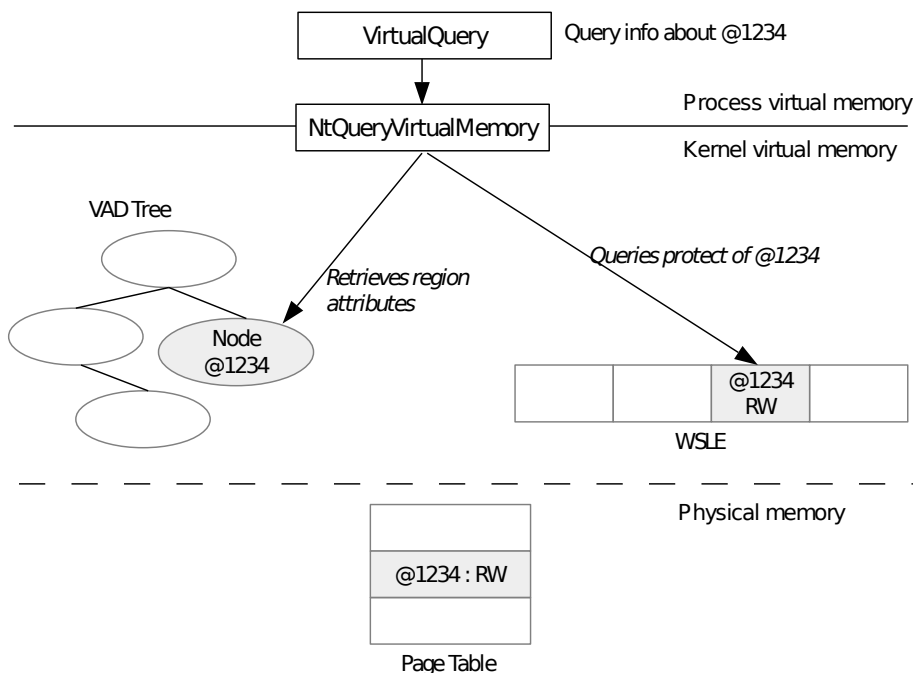 VirtualQuery
Query info about @1234
Process virtual memory
NtQueryVirtualMemory
Kernel virtual memory
VAD Tree
Queries protect of @1234
Retrieves region
attributes
Node
@1234
@1234
RW
WSLE
Physical memory
@1234 : RW
Page Table